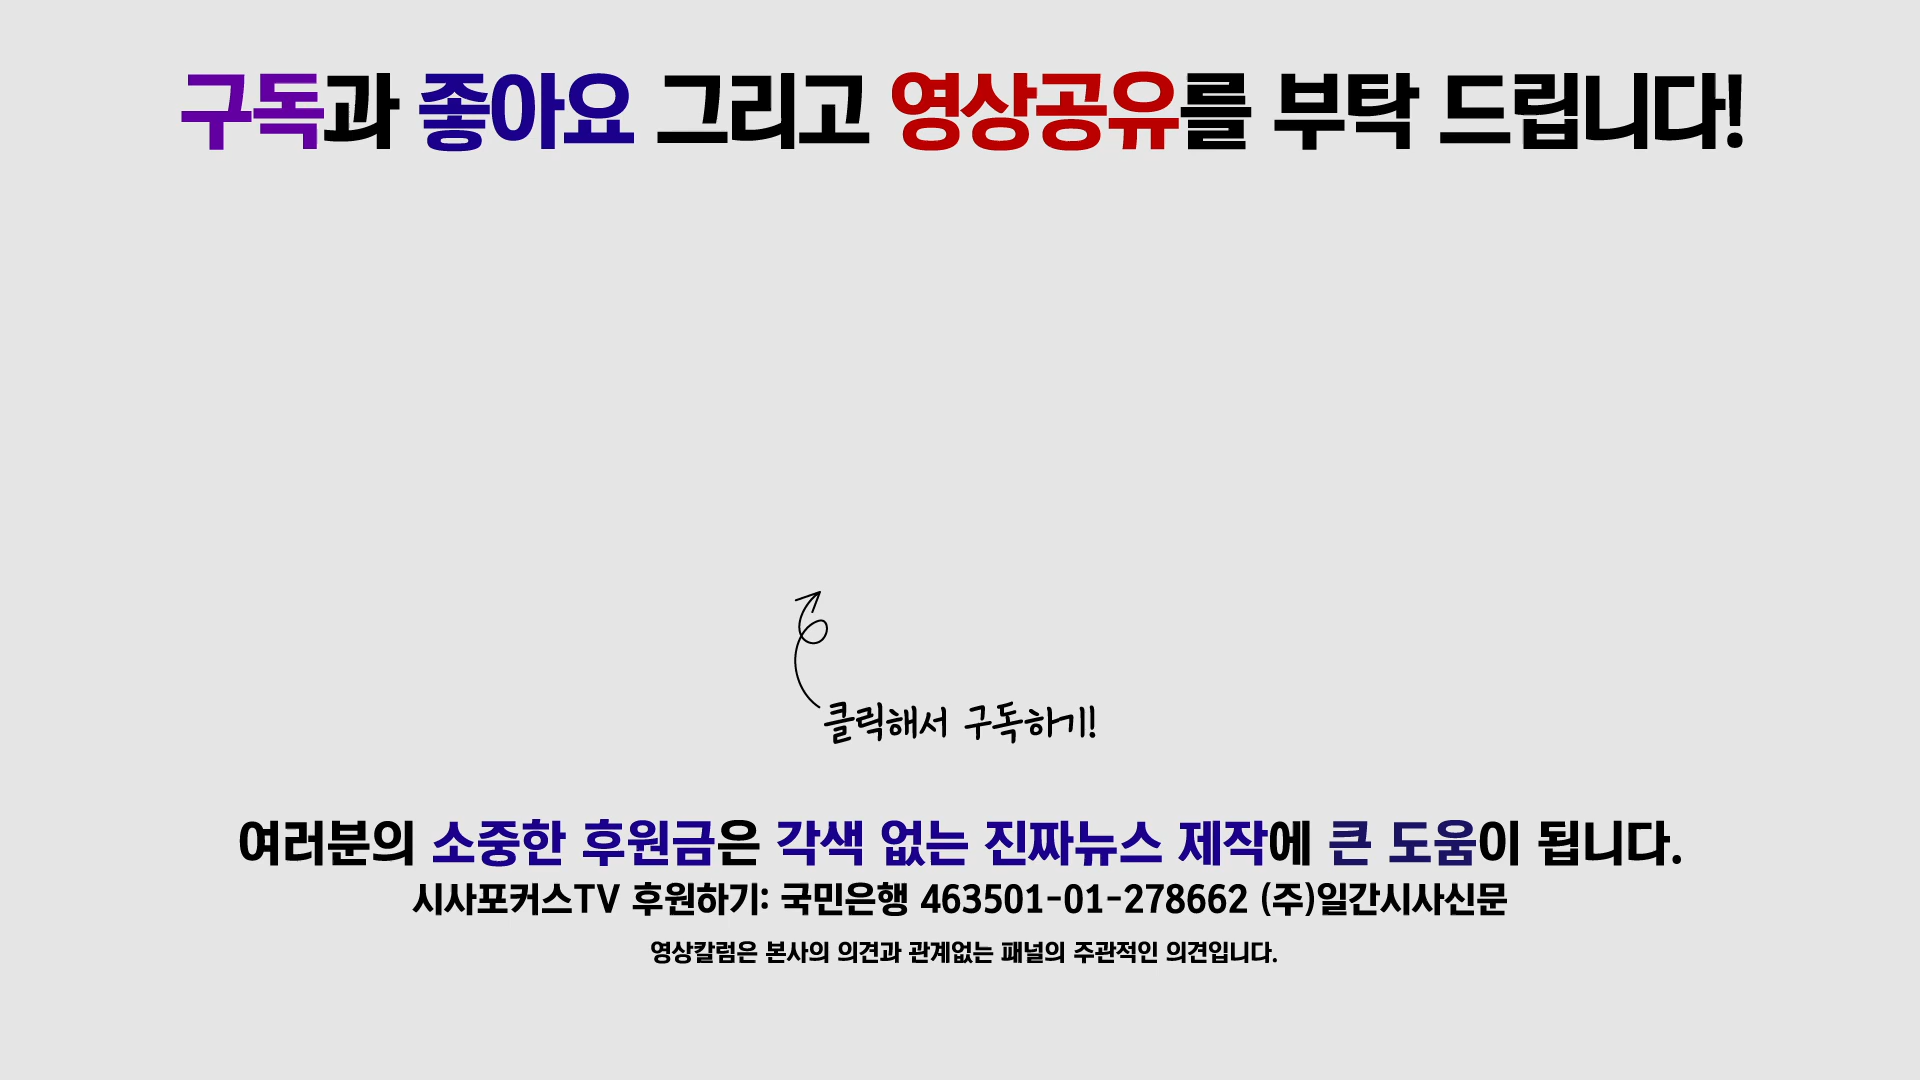 구독과 좋아요 그리고 영상공유를 부탁 드립니다!
클릭해서 구독하기!
여러분의 소중한 후원금은 각색 없는 진짜뉴스 제작에 큰 도움이 됩니다.
시사포커스TV 후원하기: 국민은행 463501-01-278662 (주)일간시사신문
영상칼럼은 본사의 의견과 관계없는 패널의 주관적인 의견입니다.